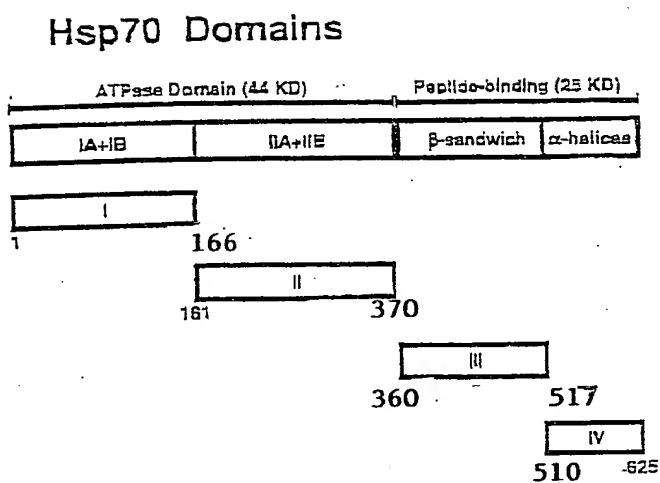 Hsp70 Domains
ATPase Domain (44 KD) Peptide-binding (25 KD)
IA+IB IIA+IIB β-sandwich α-helices
I
1 166
II
161 370
III
360 517
IV
510 -625